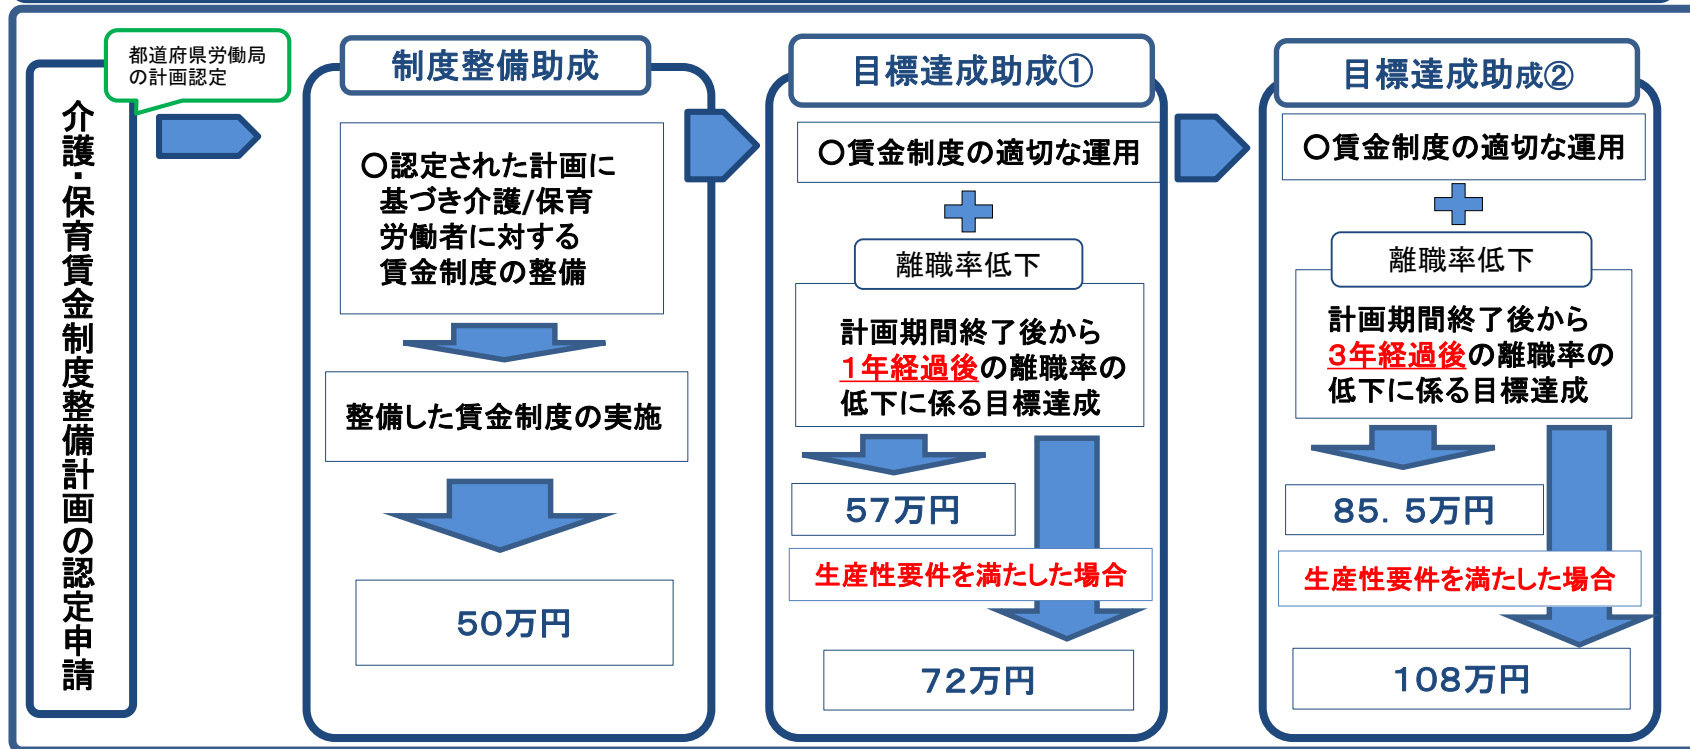 都道府県労働局
の計画認定
介護・保育賃金制度整備計画の認定申請
制度整備助成
〇認定された計画に
基づき介護/保育
労働者に対する
賃金制度の整備
整備した賃金制度の実施
50万円
目標達成助成①
〇賃金制度の適切な運用
離職率低下
計画期間終了後から
1年経過後の離職率の
低下に係る目標達成
57万円
生産性要件を満たした場合
72万円
目標達成助成②
〇賃金制度の適切な運用
離職率低下
計画期間終了後から
3年経過後の離職率の
低下に係る目標達成
85．5万円
生産性要件を満たした場合
108万円